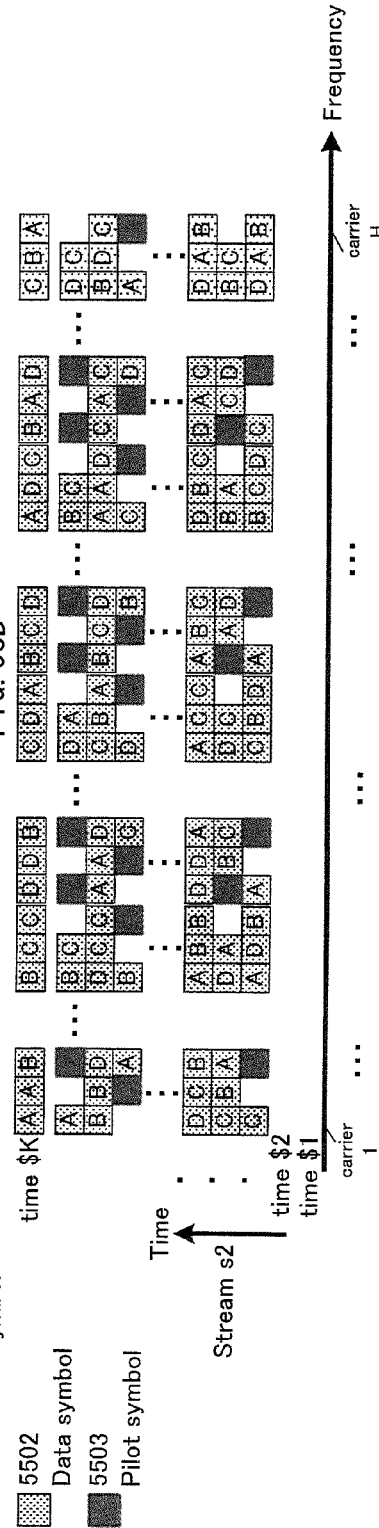 5502
Data symbol
5503
Pilot symbol
time $K
A A B B C C D D B C D A B C D A D C B A D C B A
A B C D A B C D C
B B D D C C A A D C B A B C D A A D C A C B D C
A B C D B C D A
Time
Stream s2
D C B A B B D D A A C C A B C D B C D A C D A B
C B A D A B C D C A D B A C D B C
C A D B A C B D A B C D C D A B
time $2
time $1
carrier
1
carrier
H
Frequency